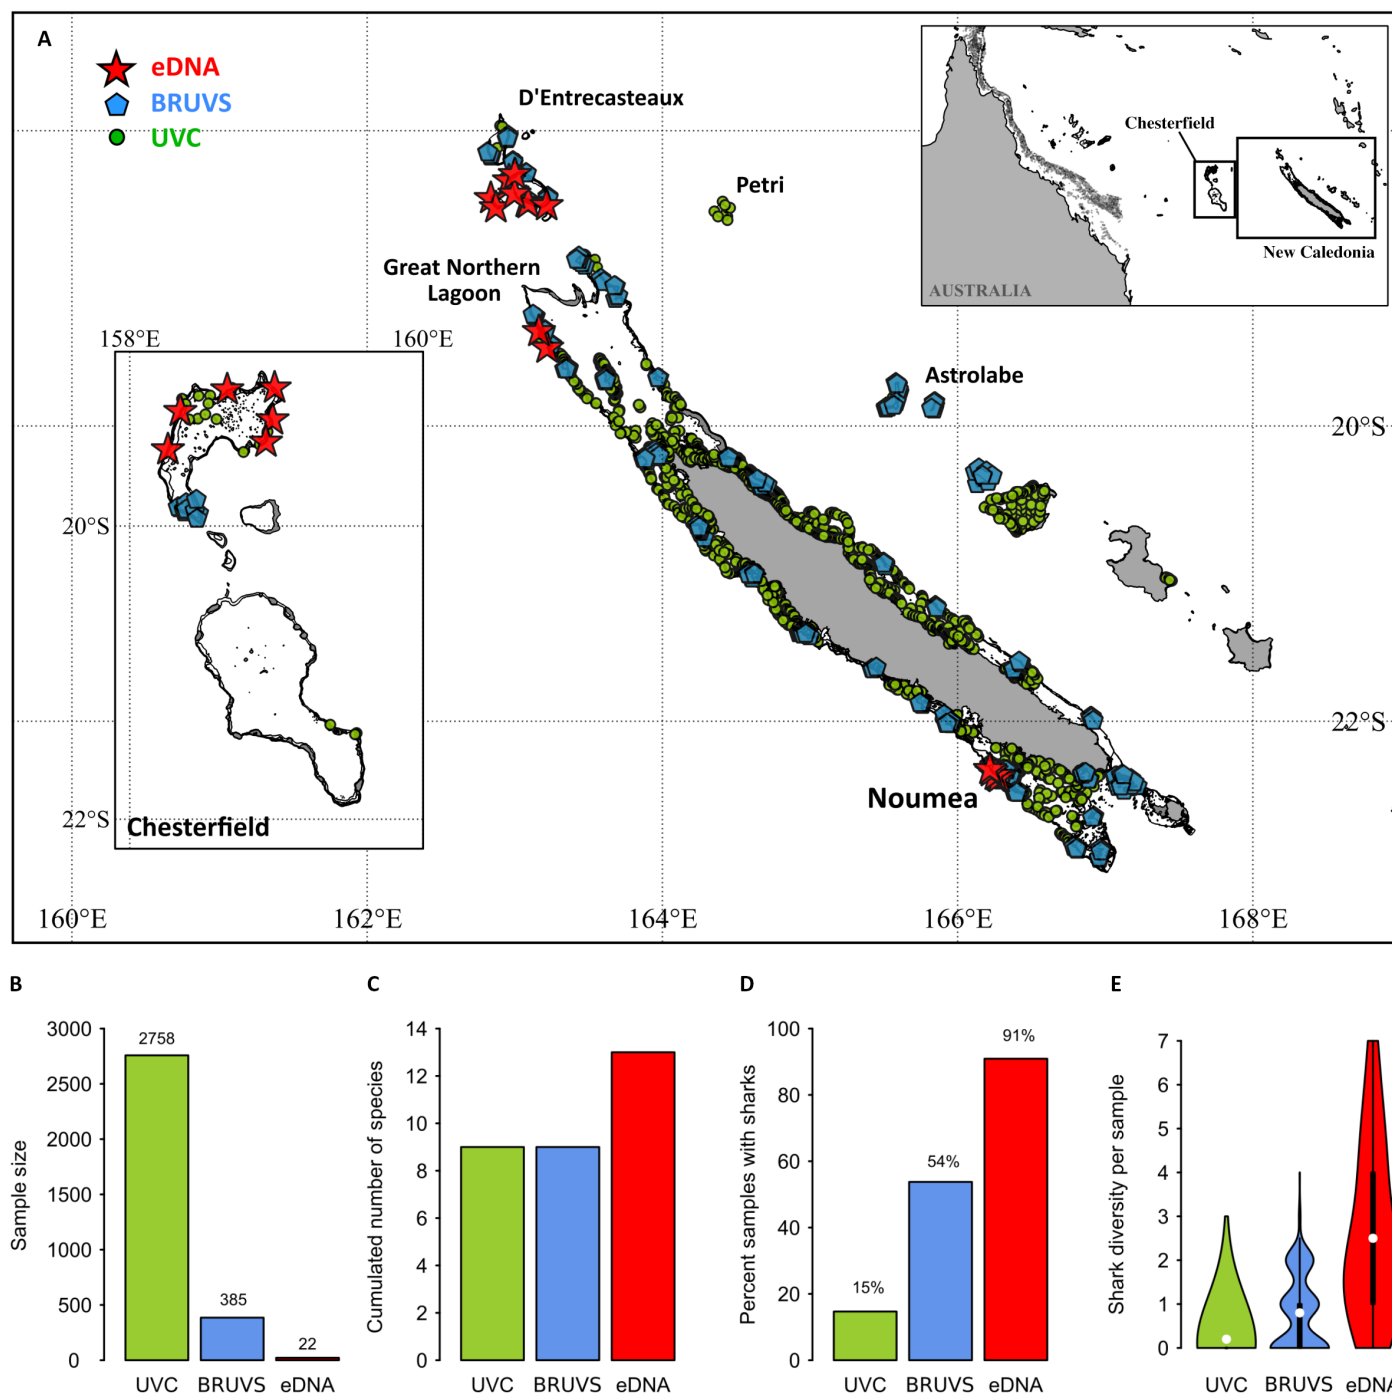 A
eDNA
BRUVS
UVC
D'Entrecasteaux
Petri
Great Northern
Lagoon
Astrolabe
Noumea
Chesterfield
New Caledonia
AUSTRALIA
158°E
160°E
20°S
22°S
Chesterfield
20°S
22°S
160°E
162°E
164°E
166°E
168°E
B
Sample size
3000
2500
2000
1500
1000
500
0
2758
385
22
UVC
BRUVS
eDNA
C
Cumulated number of species
14
12
10
8
6
4
2
0
UVC
BRUVS
eDNA
D
Percent samples with sharks
100
80
60
40
20
0
15%
54%
91%
UVC
BRUVS
eDNA
E
Shark diversity per sample
7
6
5
4
3
2
1
0
UVC
BRUVS
eDNA